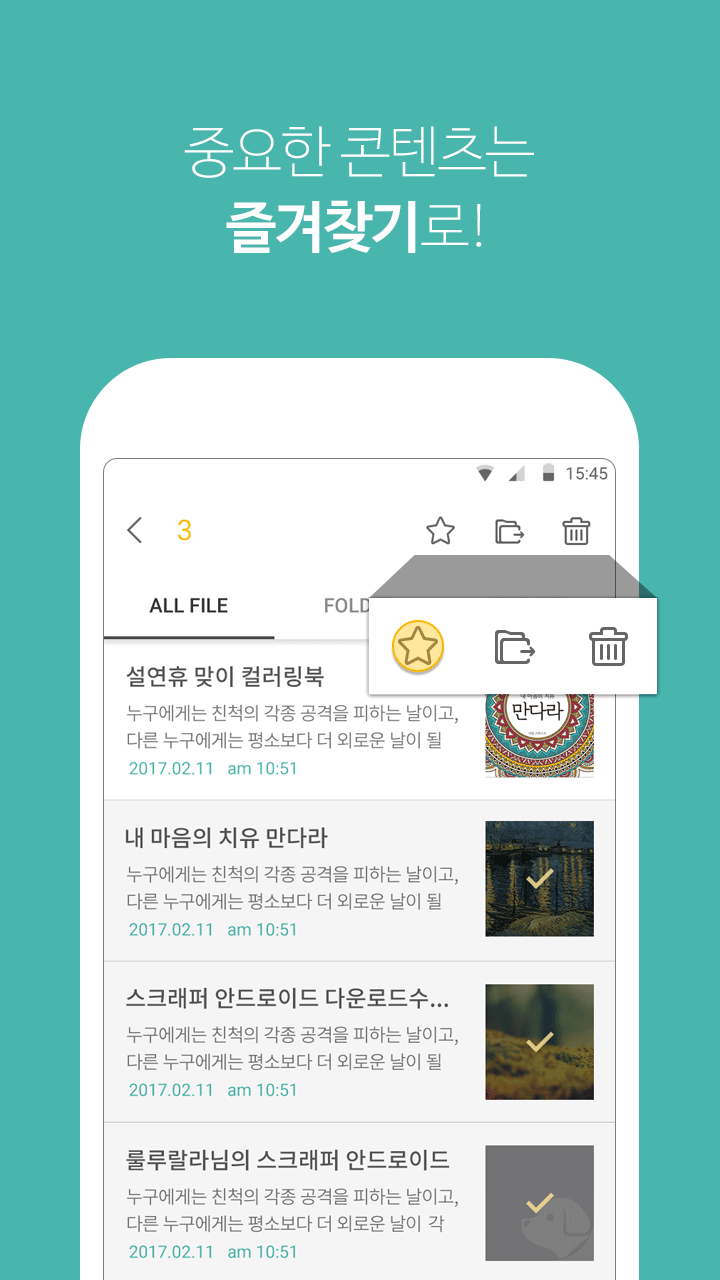 중요한 콘텐츠는
즐겨찾기로!
15:45
3
ALL FILE
FOLD
설연휴 맞이 컬러링북
누구에게는 친척의 각종 공격을 피하는 날이고,
다른 누구에게는 평소보다 더 외로운 날이 될
2017.02.11 am 10:51
내 마음의 치유
만다라
내 마음의 치유 만다라
누구에게는 친척의 각종 공격을 피하는 날이고,
다른 누구에게는 평소보다 더 외로운 날이 될
2017.02.11 am 10:51
스크래퍼 안드로이드 다운로드수...
누구에게는 친척의 각종 공격을 피하는 날이고,
다른 누구에게는 평소보다 더 외로운 날이 될
2017.02.11 am 10:51
룰루랄라님의 스크래퍼 안드로이드
누구에게는 친척의 각종 공격을 피하는 날이고,
다른 누구에게는 평소보다 더 외로운 날이 각
2017.02.11 am 10:51